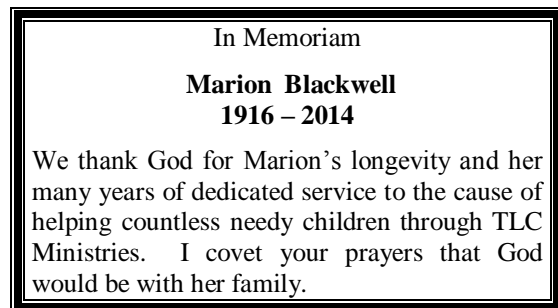 In Memoriam
Marion Blackwell
1916 – 2014
We thank God for Marion’s longevity and her
many years of dedicated service to the cause of
helping countless needy children through TLC
Ministries. I covet your prayers that God
would be with her family.